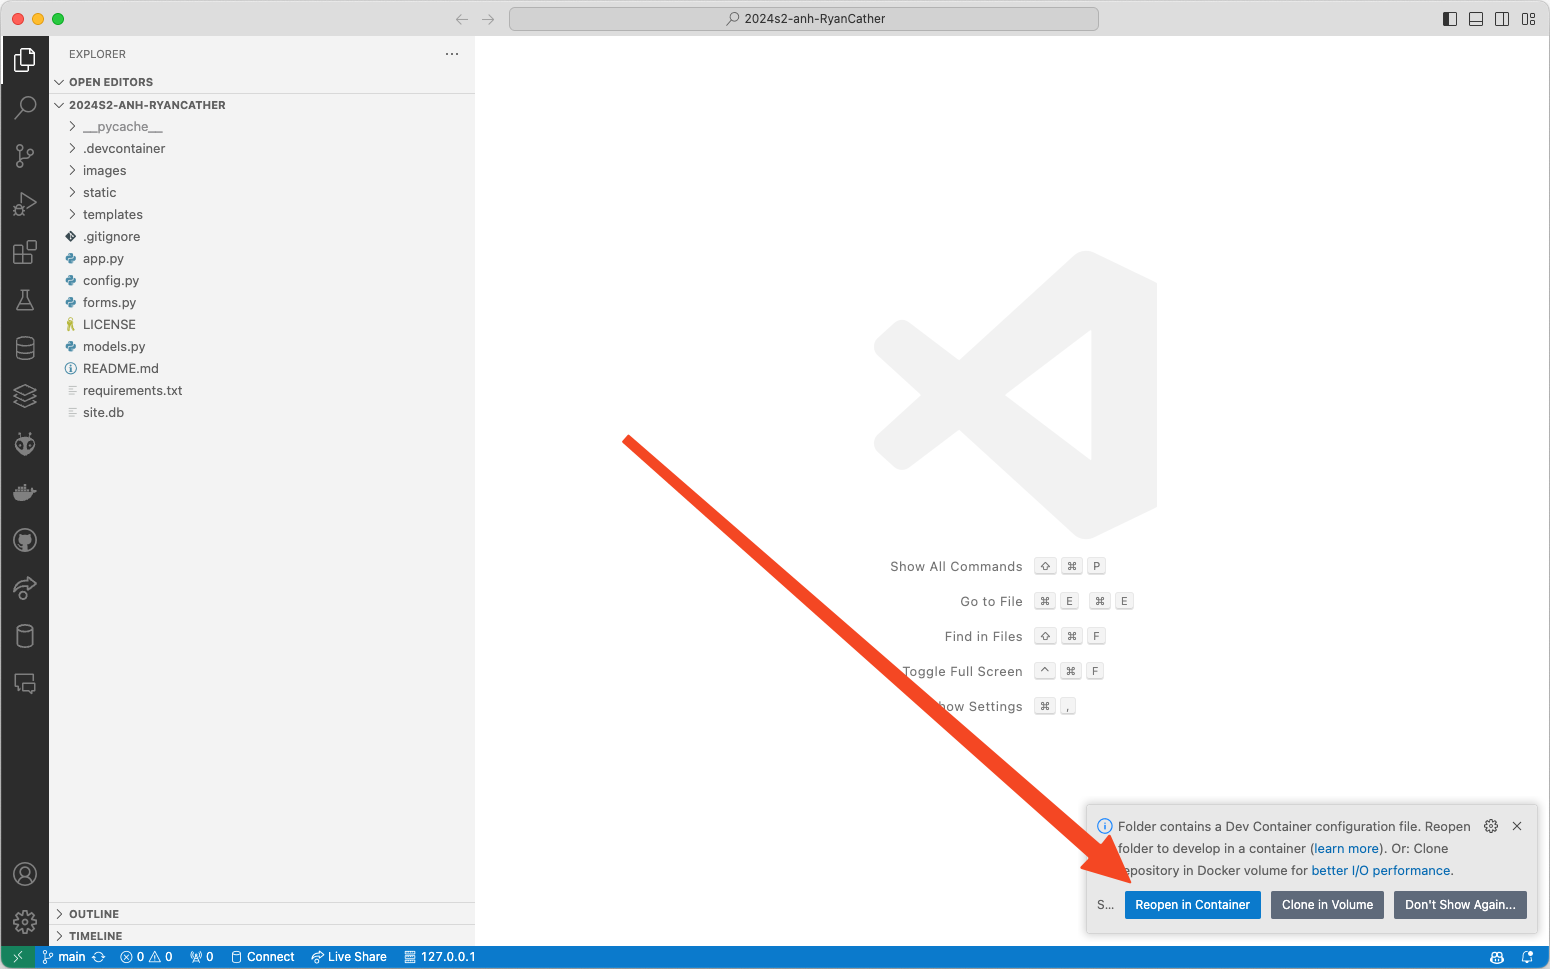 2024s2-anh-RyanCather
EXPLORER
OPEN EDITORS
2024S2-ANH-RYANCATHER
__pycache__
.devcontainer
images
static
templates
.gitignore
app.py
config.py
forms.py
LICENSE
models.py
README.md
requirements.txt
site.db
OUTLINE
TIMELINE
Show All Commands ⇧ ⌘ P
Go to File ⌘ E ⌘ E
Find in Files ⇧ ⌘ F
Toggle Full Screen ^ ⌘ F
how Settings ⌘ ,
Folder contains a Dev Container configuration file. Reopen
folder to develop in a container (learn more). Or: Clone
epository in Docker volume for better I/O performance.
S... Reopen in Container Clone in Volume Don't Show Again...
main 0 0 0 Connect Live Share 127.0.0.1